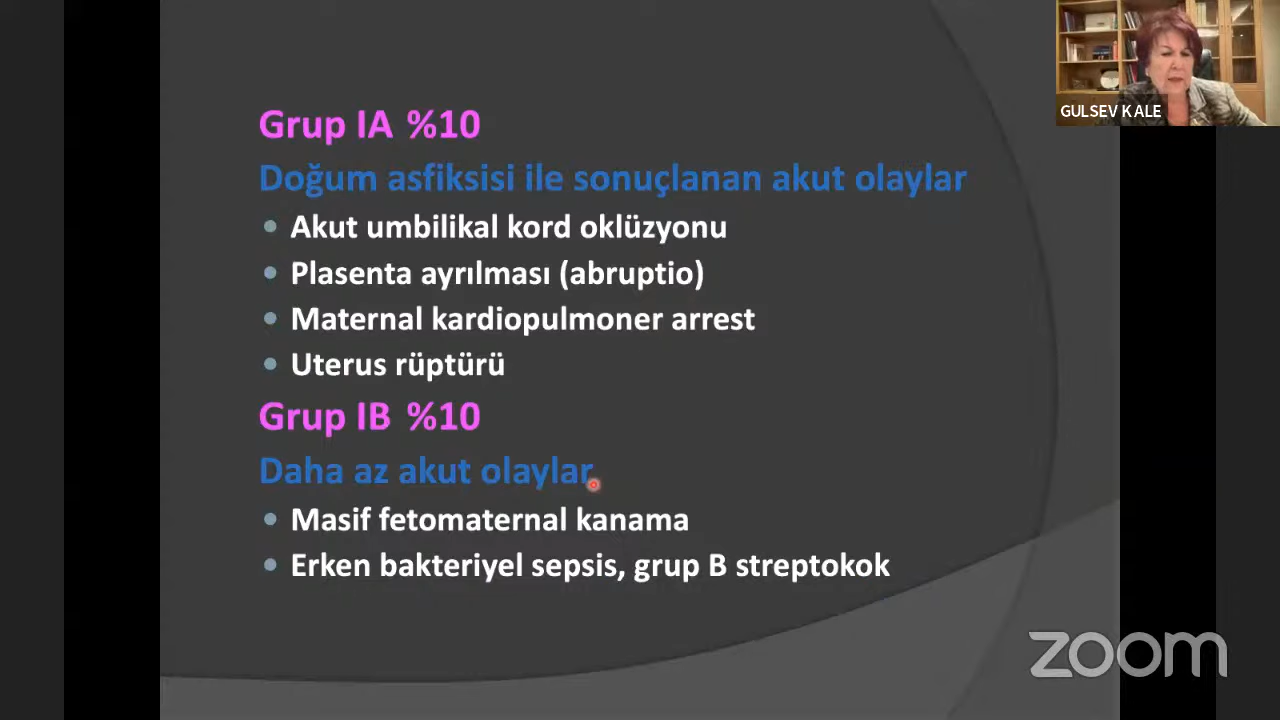 GULSEV KALE
Grup IA %10
Doğum asfiksisi ile sonuçlanan akut olaylar
• Akut umbilikal kord oklüzyonu
• Plasenta ayrılması (abruptio)
• Maternal kardiopulmoner arrest
• Uterus rüptürü
Grup IB %10
Daha az akut olaylar
• Masif fetomaternal kanama
• Erken bakteriyel sepsis, grup B streptokok
zoom